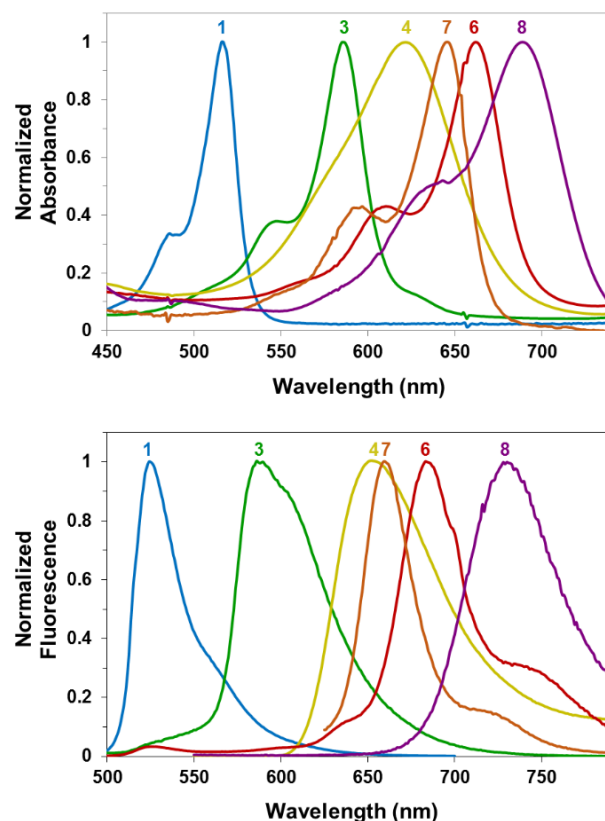 1 3 4 7 6 8
Normalized
Absorbance
1
0.8
0.6
0.4
0.2
0
450 500 550 600 650 700
Wavelength (nm)
1 3 4 7 6 8
Normalized
Fluorescence
1
0.8
0.6
0.4
0.2
0
500 550 600 650 700 750
Wavelength (nm)